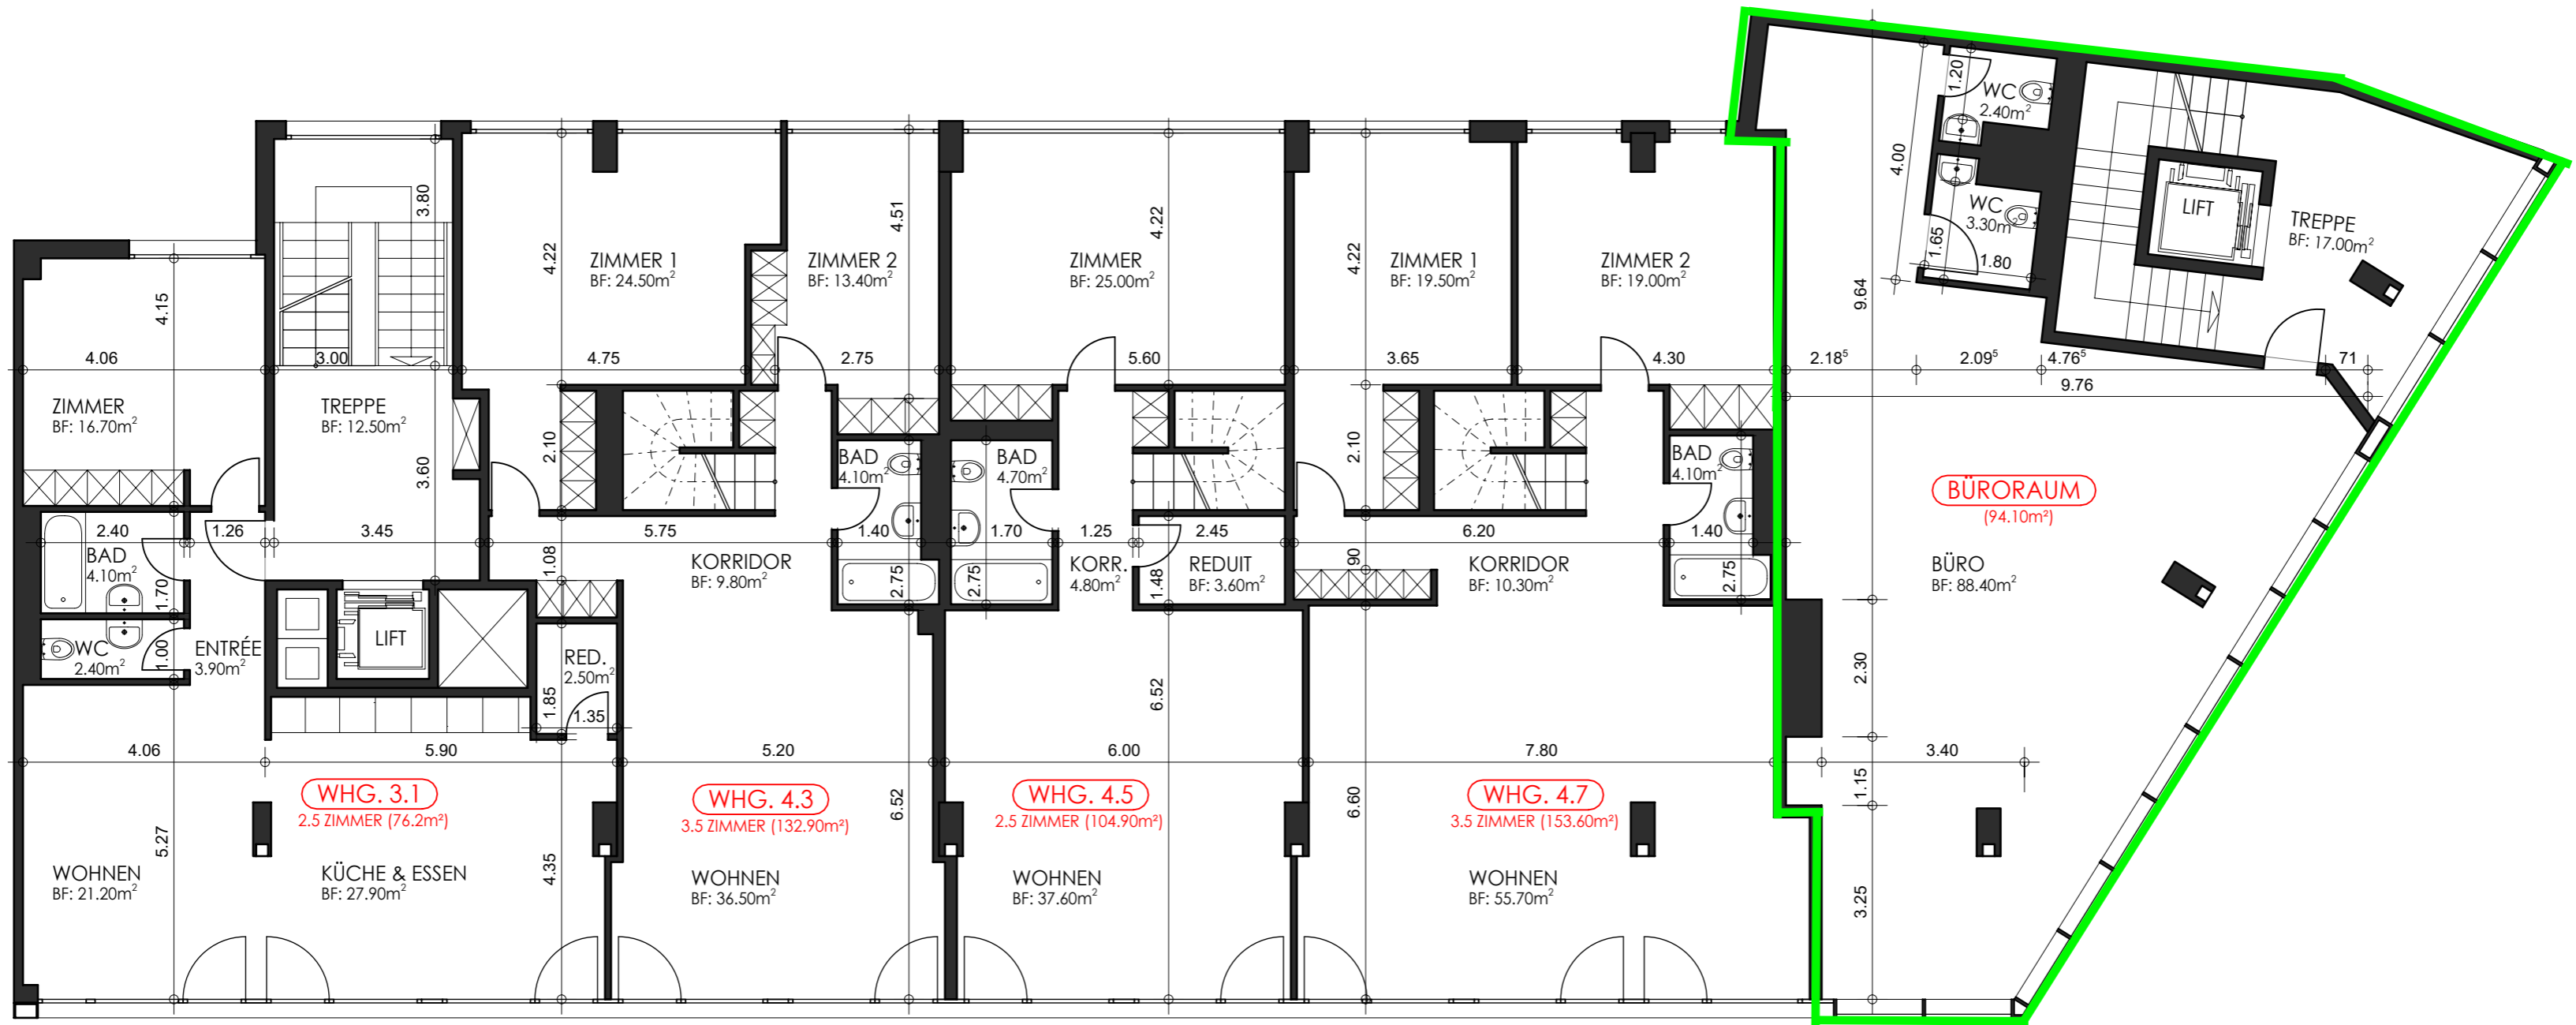 1.20
WC
2.40m²
4.00
WC
3.30m²
1.65
1.80
LIFT
TREPPE
BF: 17.00m²
3.80
4.22
ZIMMER 1
BF: 24.50m²
4.51
ZIMMER 2
BF: 13.40m²
4.22
ZIMMER
BF: 25.00m²
4.22
ZIMMER 1
BF: 19.50m²
ZIMMER 2
BF: 19.00m²
9.64
4.15
4.06
3.00
4.75
2.75
5.60
3.65
4.30
2.18⁵
2.09⁵
4.76⁵
71
9.76
ZIMMER
BF: 16.70m²
TREPPE
BF: 12.50m²
3.60
2.10
BAD
4.10m²
BAD
4.70m²
2.10
BAD
4.10m²
BÜRORAUM
(94.10m²)
2.40
1.26
3.45
5.75
1.40
1.70
1.25
2.45
6.20
1.40
BAD
4.10m²
1.70
1.08
KORRIDOR
BF: 9.80m²
2.75
2.75
KORR.
4.80m²
1.48
REDUIT
BF: 3.60m²
90
KORRIDOR
BF: 10.30m²
2.75
BÜRO
BF: 88.40m²
WC
2.40m²
1.00
ENTRÉE
3.90m²
LIFT
RED.
2.50m²
1.85
1.35
6.52
2.30
4.06
5.90
5.20
6.00
7.80
3.40
1.15
WHG. 3.1
2.5 ZIMMER (76.2m²)
WHG. 4.3
3.5 ZIMMER (132.90m²)
6.52
WHG. 4.5
2.5 ZIMMER (104.90m²)
6.60
WHG. 4.7
3.5 ZIMMER (153.60m²)
5.27
4.35
3.25
WOHNEN
BF: 21.20m²
KÜCHE & ESSEN
BF: 27.90m²
WOHNEN
BF: 36.50m²
WOHNEN
BF: 37.60m²
WOHNEN
BF: 55.70m²